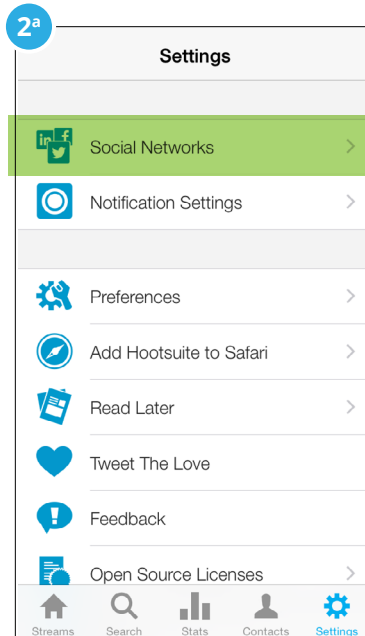 2a
Settings
in f
Social Networks
Notification Settings
Preferences
Add Hootsuite to Safari
Read Later
Tweet The Love
Feedback
Open Source Licenses
Streams Search Stats Contacts Settings